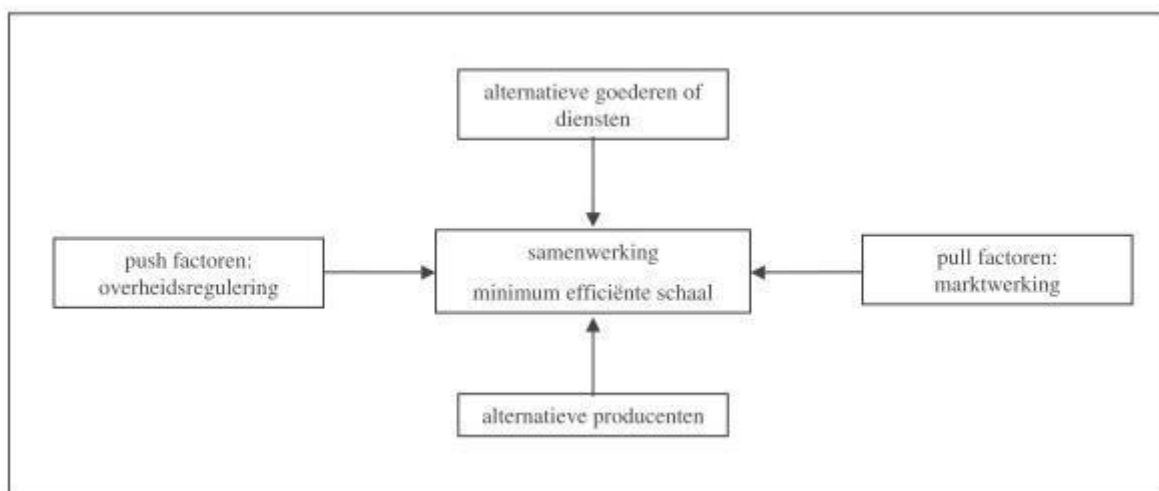 alternatieve goederen of
diensten
push factoren:
overheidsregulering
samenwerking
minimum efficiënte schaal
pull factoren:
marktwerking
alternatieve producenten